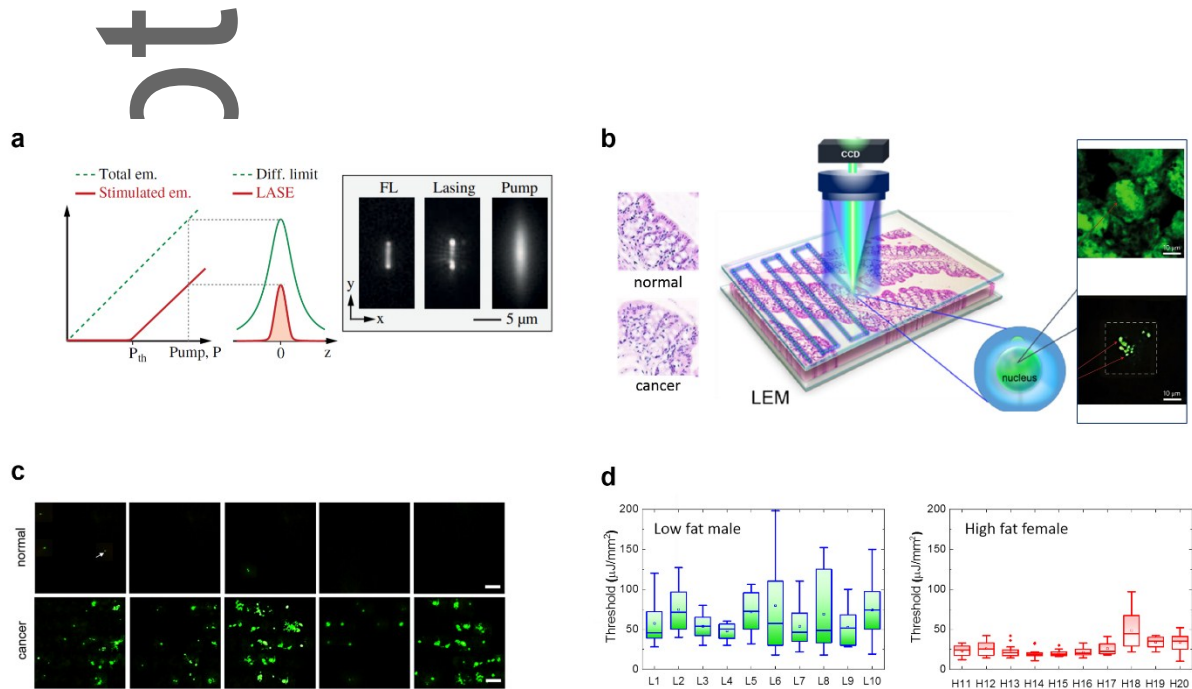 ot
a
Total em.
Stimulated em.
Diff. limit
LASE
P_th
Pump, P
0
z
FL
Lasing
Pump
y
x
5 μm
b
normal
cancer
CCD
LEM
nucleus
10 μm
10 μm
c
normal
cancer
d
Threshold (μJ/mm²)
200
150
100
50
0
Low fat male
L1 L2 L3 L4 L5 L6 L7 L8 L9 L10
Threshold (μJ/mm²)
200
150
100
50
0
High fat female
H11 H12 H13 H14 H15 H16 H17 H18 H19 H20